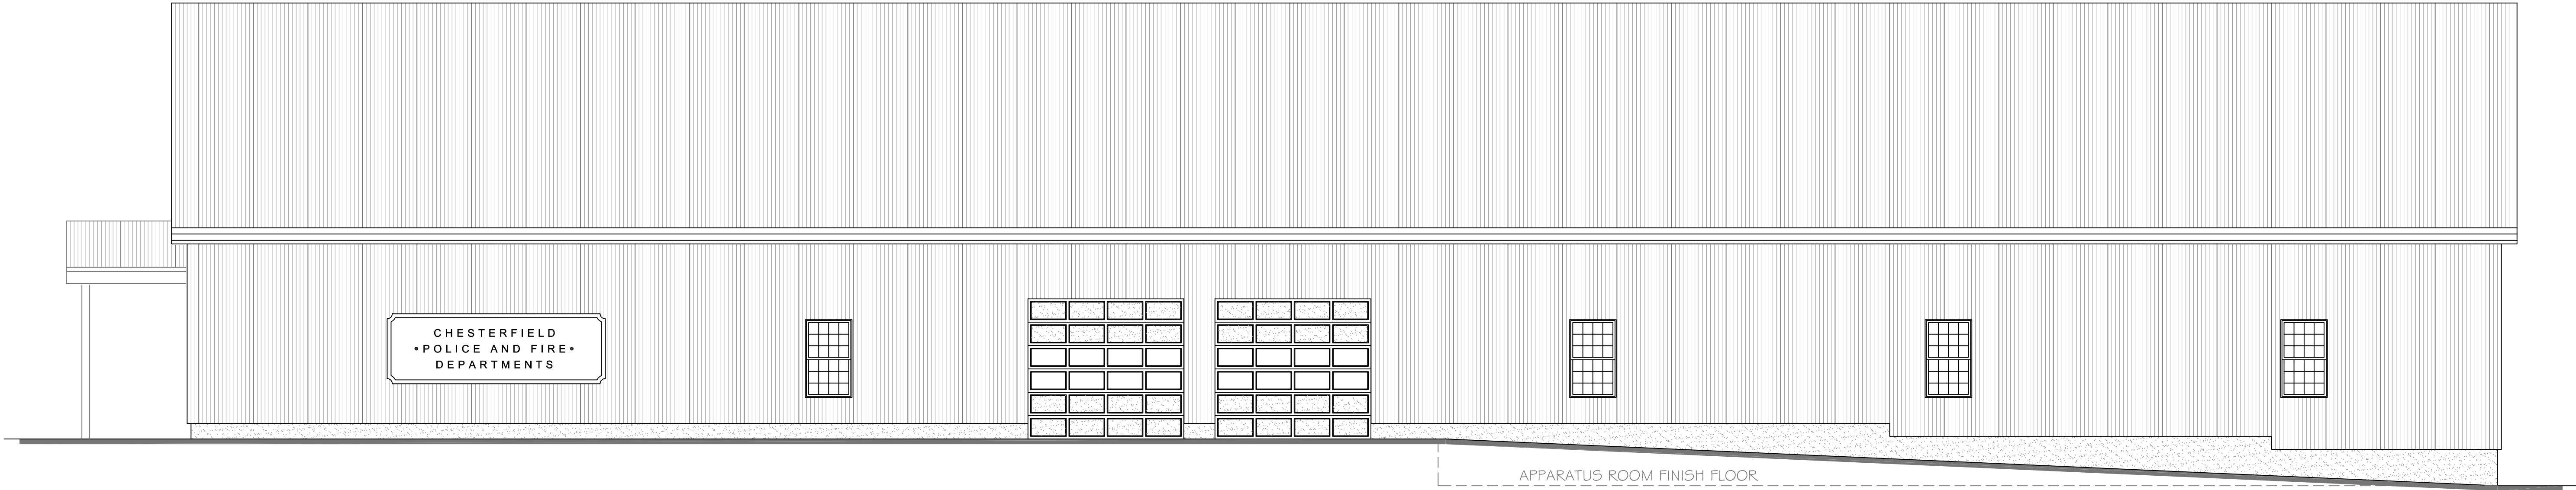 CHESTERFIELD
•POLICE AND FIRE•
DEPARTMENTS
APPARATUS ROOM FINISH FLOOR